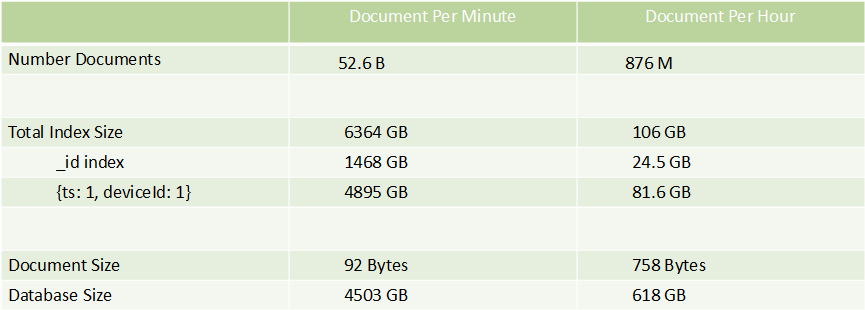 Document Per Minute Document Per Hour
Number Documents 52.6 B 876 M
Total Index Size 6364 GB 106 GB
_id index 1468 GB 24.5 GB
{ts: 1, deviceId: 1} 4895 GB 81.6 GB
Document Size 92 Bytes 758 Bytes
Database Size 4503 GB 618 GB